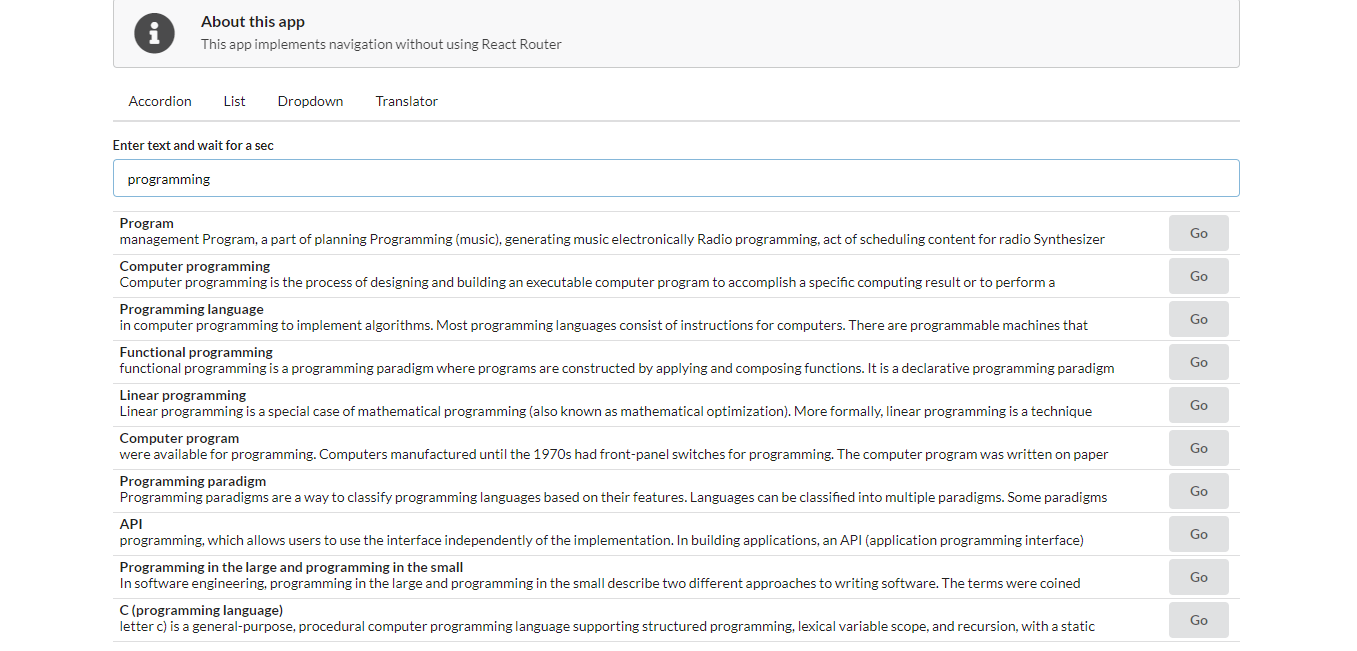 About this app
This app implements navigation without using React Router
Accordion List Dropdown Translator
Enter text and wait for a sec
programming
Program
management Program, a part of planning Programming (music), generating music electronically Radio programming, act of scheduling content for radio Synthesizer
Go
Computer programming
Computer programming is the process of designing and building an executable computer program to accomplish a specific computing result or to perform a
Go
Programming language
in computer programming to implement algorithms. Most programming languages consist of instructions for computers. There are programmable machines that
Go
Functional programming
functional programming is a programming paradigm where programs are constructed by applying and composing functions. It is a declarative programming paradigm
Go
Linear programming
Linear programming is a special case of mathematical programming (also known as mathematical optimization). More formally, linear programming is a technique
Go
Computer program
were available for programming. Computers manufactured until the 1970s had front-panel switches for programming. The computer program was written on paper
Go
Programming paradigm
Programming paradigms are a way to classify programming languages based on their features. Languages can be classified into multiple paradigms. Some paradigms
Go
API
programming, which allows users to use the interface independently of the implementation. In building applications, an API (application programming interface)
Go
Programming in the large and programming in the small
In software engineering, programming in the large and programming in the small describe two different approaches to writing software. The terms were coined
Go
C (programming language)
letter c) is a general-purpose, procedural computer programming language supporting structured programming, lexical variable scope, and recursion, with a static
Go